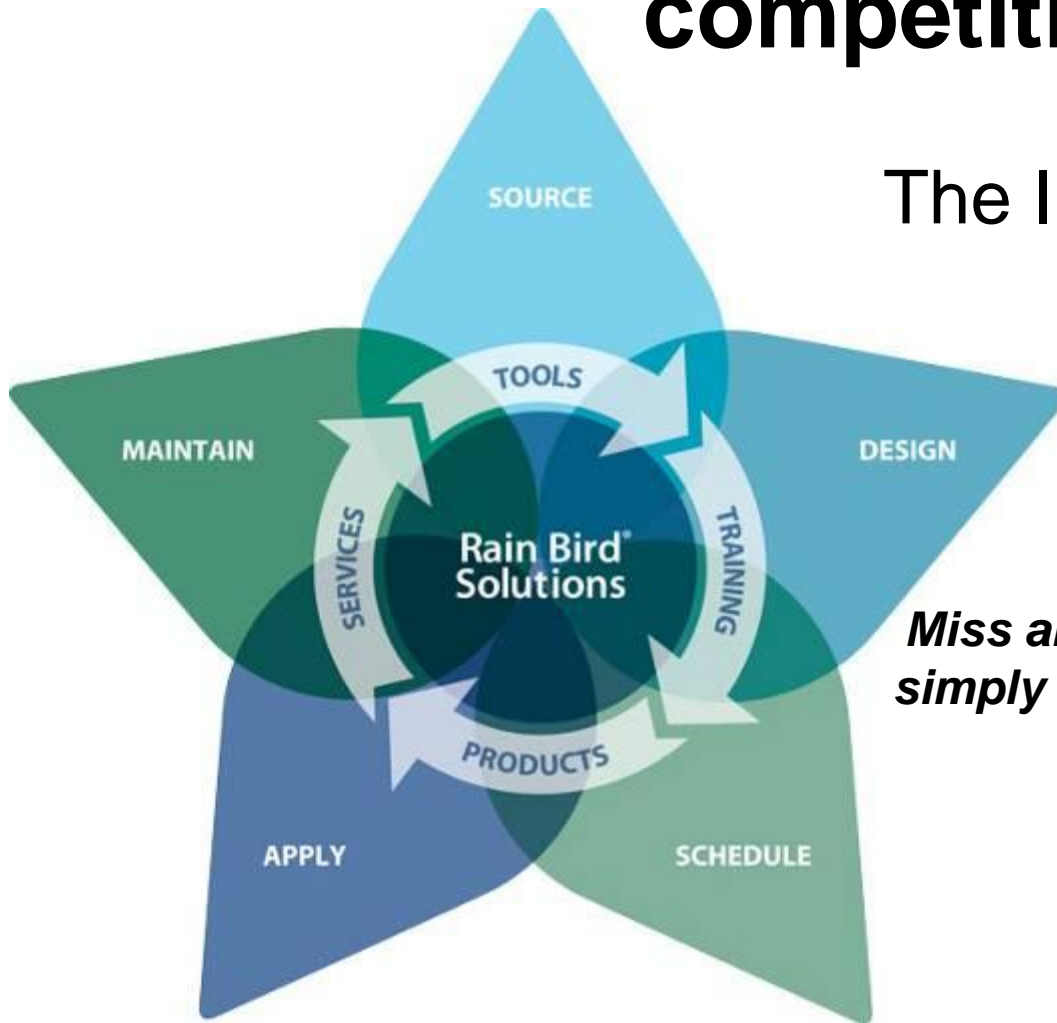 competiti
The I
SOURCE
TOOLS
MAINTAIN
DESIGN
TRAINING
SERVICES
Rain Bird®
Solutions
Miss a
simply
PRODUCTS
APPLY
SCHEDULE